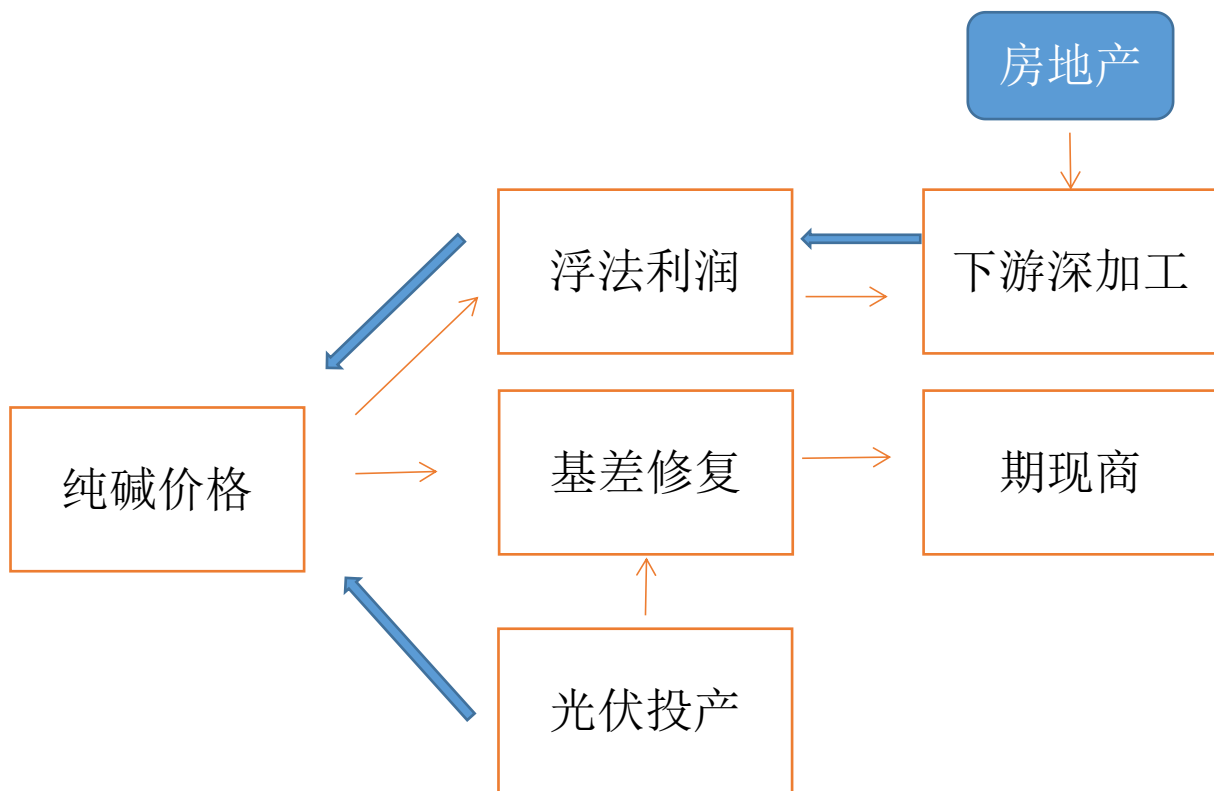 房地产
浮法利润
下游深加工
纯碱价格
基差修复
期现商
光伏投产